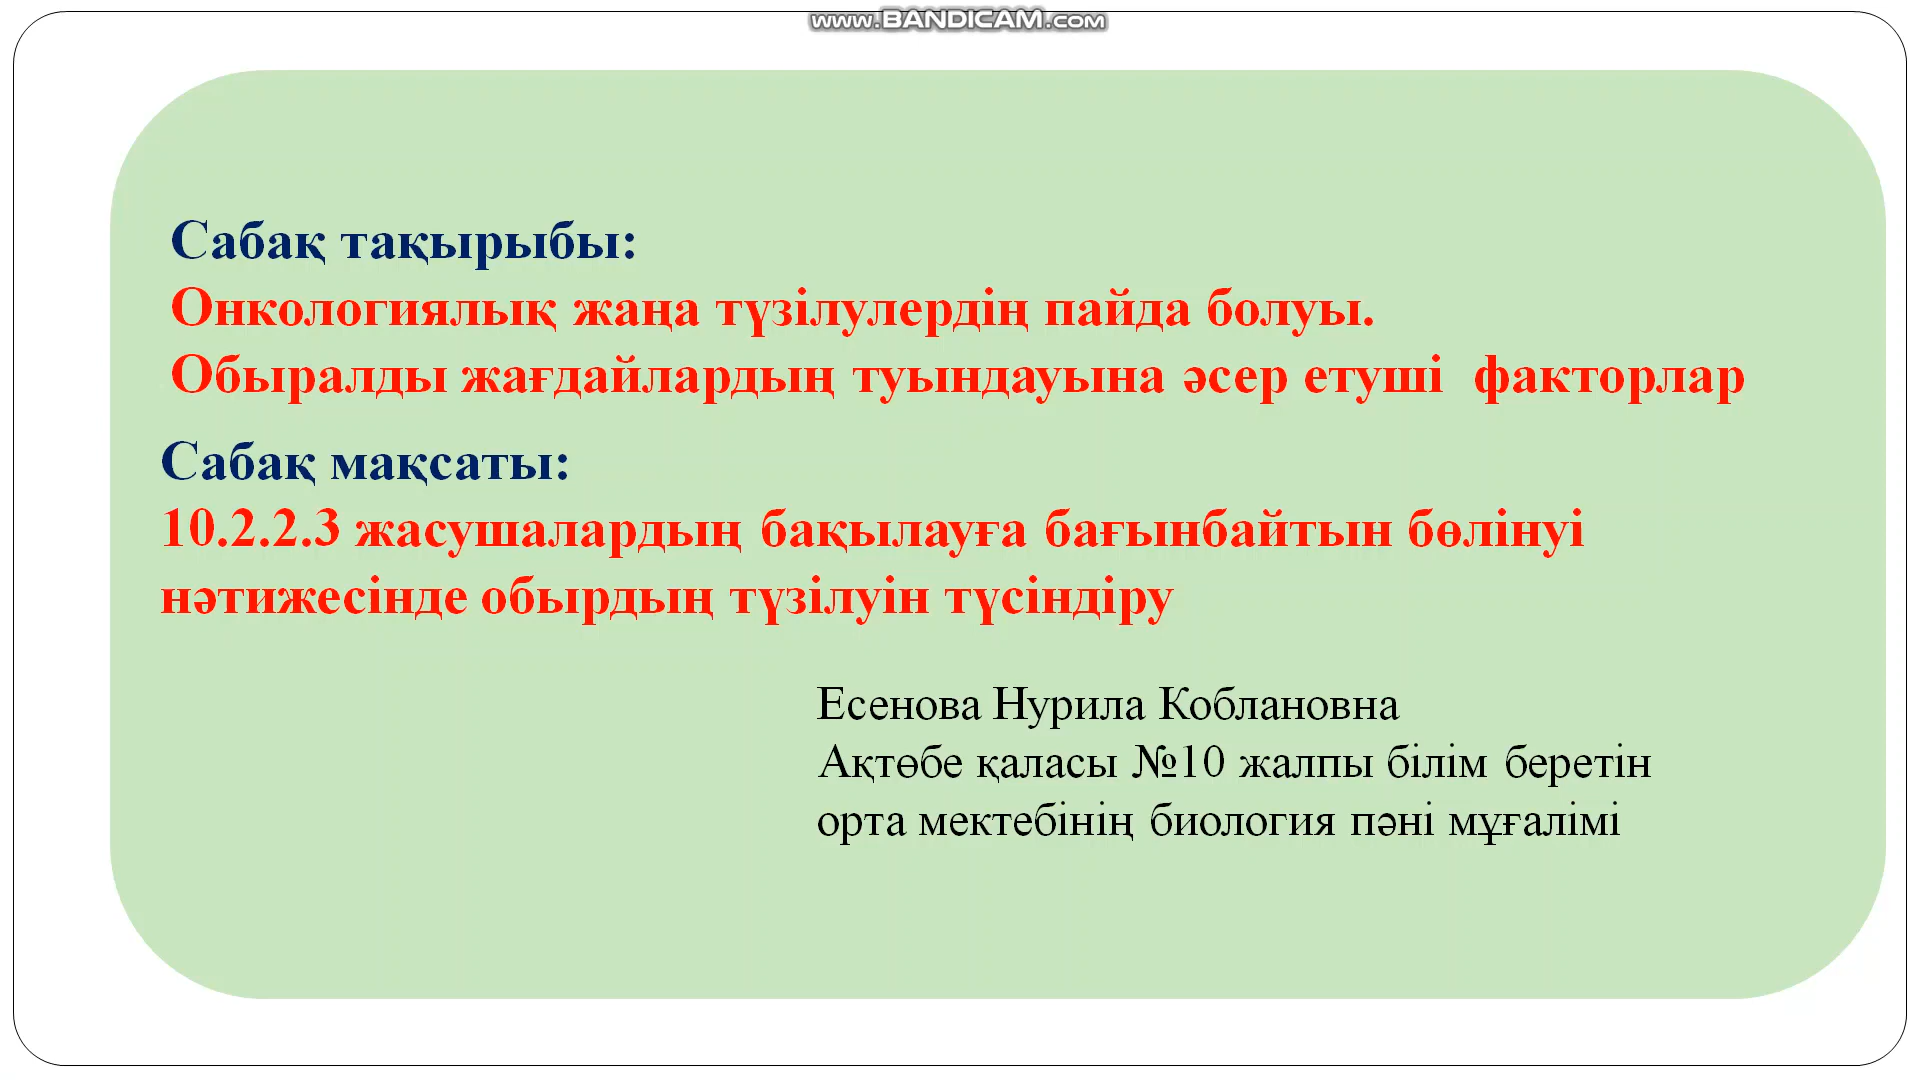 www.BANDICAM.com
Сабақ тақырыбы:
Онкологиялық жаңа түзілулердің пайда болуы.
Обыралды жағдайлардың туындауына әсер етуші факторлар
Сабақ мақсаты:
10.2.2.3 жасушалардың бақылауға бағынбайтын бөлінуі
нәтижесінде обырдың түзілуін түсіндіру
Есенова Нурила Коблановна
Ақтөбе қаласы №10 жалпы білім беретін
орта мектебінің биология пәні мұғалімі